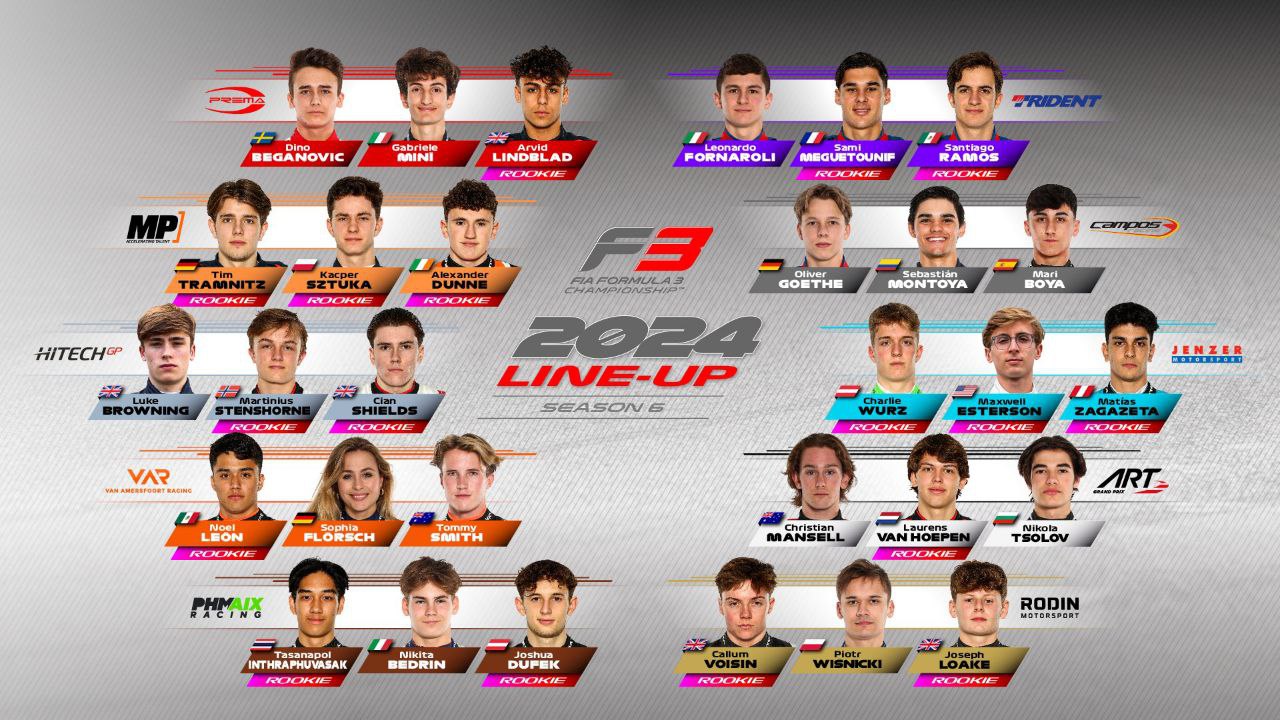 PREMA
Dino
BEGANOVIC
Gabriele
MINÌ
Arvid
LINDBLAD
ROOKIE
Leonardo
FORNAROLI
Sami
MEGUETOUNIF
ROOKIE
Santiago
RAMOS
ROOKIE
TRIDENT
MP
ACCELERATING TALENT
Tim
TRAMNITZ
ROOKIE
Kacper
SZTUKA
ROOKIE
Alexander
DUNNE
ROOKIE
F3
FIA FORMULA 3
CHAMPIONSHIP™
Oliver
GOETHE
Sebastián
MONTOYA
Mari
BOYA
campos
racing
HITECH GP
Luke
BROWNING
Martinius
STENSHORNE
ROOKIE
Cian
SHIELDS
ROOKIE
2024
LINE-UP
SEASON 6
Charlie
WURZ
ROOKIE
Maxwell
ESTERSON
ROOKIE
Matías
ZAGAZETA
ROOKIE
JENZER
MOTORSPORT
VAR
VAN AMERSFOORT RACING
Noel
LEÓN
ROOKIE
Sophia
FLÖRSCH
Tommy
SMITH
Christian
MANSELL
Laurens
VAN HOEPEN
ROOKIE
Nikola
TSOLOV
ART
GRAND PRIX
PHM AIX
RACING
Tasanapol
INTHRAPHUVASAK
ROOKIE
Nikita
BEDRIN
Joshua
DUFEK
ROOKIE
Callum
VOISIN
ROOKIE
Piotr
WISNICKI
Joseph
LOAKE
ROOKIE
RODIN
MOTORSPORT